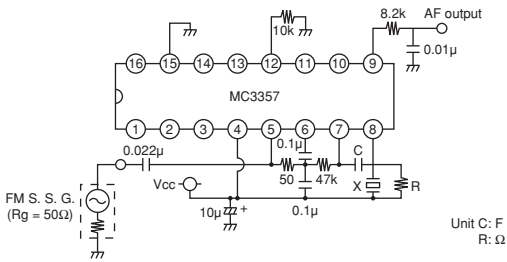 8.2k
AF output
10k
0.01μ
16 15 14 13 12 11 10 9
MC3357
1 2 3 4 5 6 7 8
0.1μ
0.022μ
C
50
47k
X
R
Vcc
FM S. S. G.
(Rg = 50Ω)
10μ
+
0.1μ
Unit C: F
R: Ω